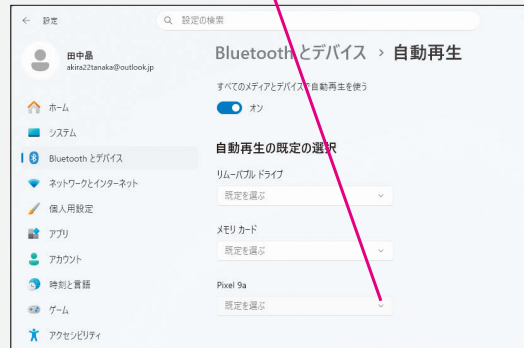 設定
設定の検索
田中晶
akira22tanaka@outlook.jp
ホーム
システム
Bluetooth とデバイス
ネットワークとインターネット
個人用設定
アプリ
アカウント
時刻と言語
ゲーム
アクセシビリティ
Bluetooth とデバイス › 自動再生
すべてのメディアとデバイスで自動再生を使う
オン
自動再生の既定の選択
リムーバブル ドライブ
既定を選ぶ
メモリ カード
既定を選ぶ
Pixel 9a
既定を選ぶ